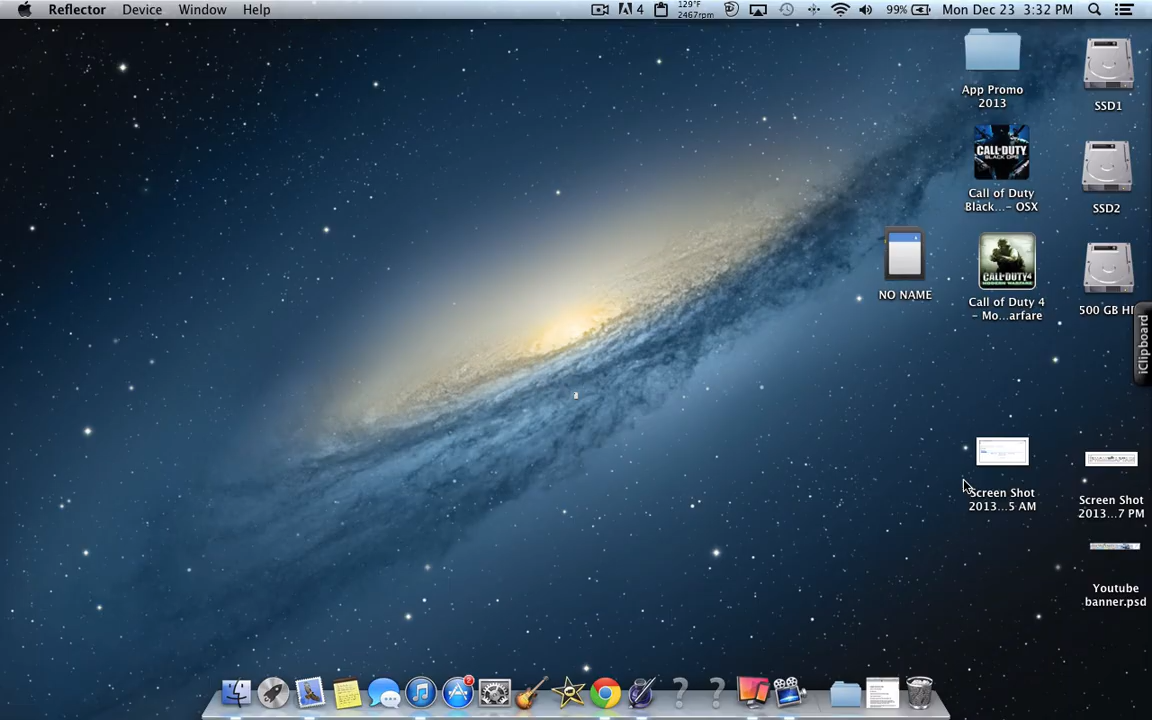 Reflector Device Window Help
4 129°F 2467rpm 99% Mon Dec 23 3:32 PM
App Promo
2013
SSD1
CALL OF DUTY
BLACK OPS
Call of Duty
Black...- OSX
SSD2
CALL OF DUTY 4
MODERN WARFARE
NO NAME
Call of Duty 4
- Mo...arfare
500 GB H
iClipboard
Screen Shot
2013...5 AM
Screen Shot
2013...7 PM
Youtube
banner.psd
2
? ?